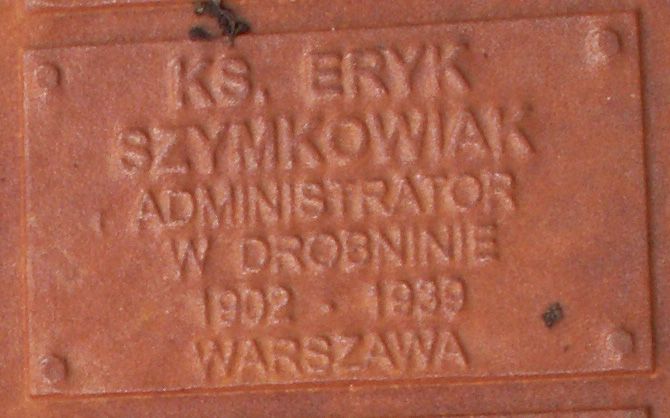 KS. ERYK
SZYMKOWIAK
ADMINISTRATOR
W DROBNINIE
1902 · 1939
WARSZAWA